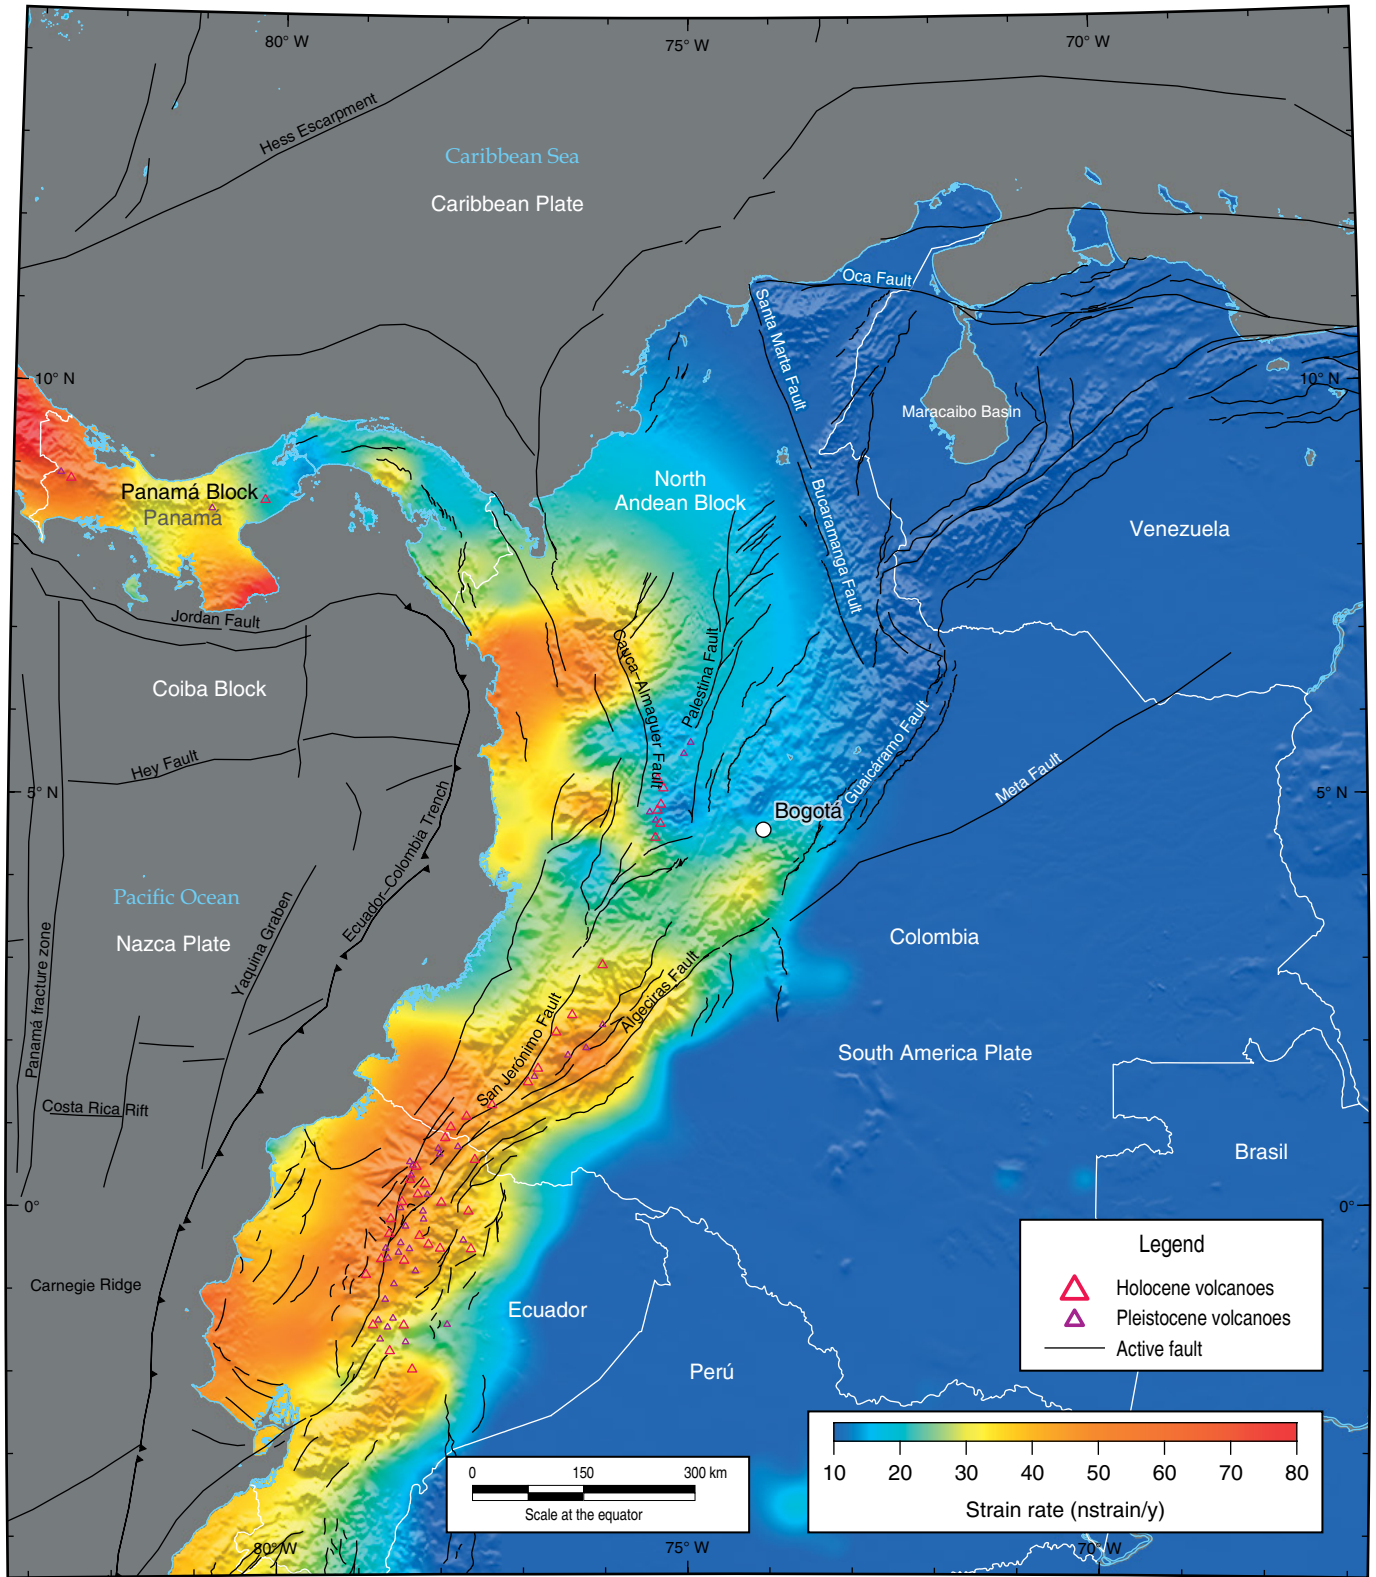 80° W
75° W
70° W
Hess Escarpment
Caribbean Sea
Caribbean Plate
Oca Fault
Santa Marta Fault
10° N
10° N
Maracaibo Basin
North
Andean Block
Panamá Block
Panamá
Bucaramanga Fault
Venezuela
Jordan Fault
Cauca–Almaguer Fault
Palestina Fault
Coiba Block
Guaicáramo Fault
Hey Fault
Meta Fault
5° N
5° N
Bogotá
Ecuador–Colombia Trench
Pacific Ocean
Nazca Plate
Yaquina Graben
Panamá fracture zone
Colombia
Algeciras Fault
San Jerónimo Fault
South America Plate
Costa Rica Rift
Brasil
0°
0°
Carnegie Ridge
Ecuador
Perú
Legend
Holocene volcanoes
Pleistocene volcanoes
Active fault
0 150 300 km
Scale at the equator
10 20 30 40 50 60 70 80
Strain rate (nstrain/y)
80° W
75° W
70° W